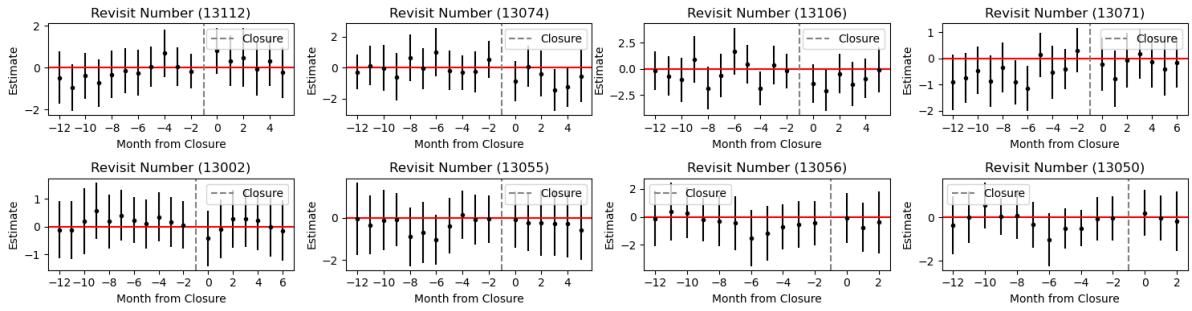 Revisit Number (13112) Revisit Number (13074) Revisit Number (13106) Revisit Number (13071)
Estimate 2 0 −2 Closure
Estimate 2 0 −2 Closure
Estimate 2.5 0.0 −2.5 Closure
Estimate 1 0 −1 −2 Closure
−12 −10 −8 −6 −4 −2 0 2 4 −12 −10 −8 −6 −4 −2 0 2 4 −12 −10 −8 −6 −4 −2 0 2 4 −12 −10 −8 −6 −4 −2 0 2 4 6
Month from Closure Month from Closure Month from Closure Month from Closure
Revisit Number (13002) Revisit Number (13055) Revisit Number (13056) Revisit Number (13050)
Estimate 1 0 −1 Closure
Estimate 0 −2 Closure
Estimate 2 0 −2 Closure
Estimate 0 −2 Closure
−12 −10 −8 −6 −4 −2 0 2 4 6 −12 −10 −8 −6 −4 −2 0 2 4 −12 −10 −8 −6 −4 −2 0 2 −12 −10 −8 −6 −4 −2 0 2
Month from Closure Month from Closure Month from Closure Month from Closure